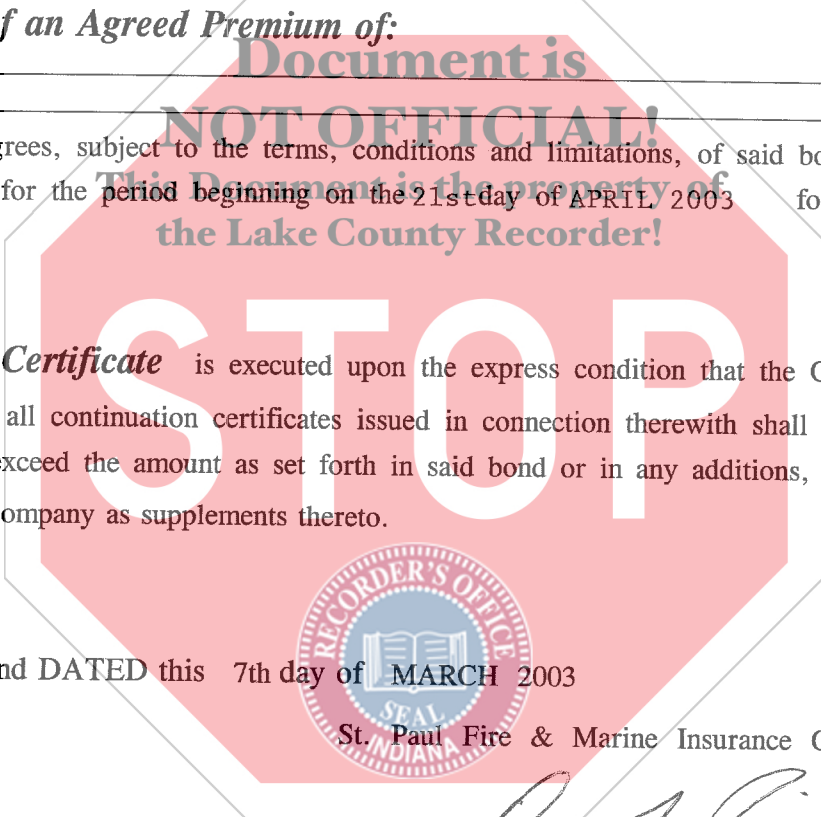 f an Agreed Premium of:
Document is
NOT OFFICIAL!
grees, subject to the terms, conditions and limitations, of said bo
This Document is the property of
for the period beginning on the 21st day of APRIL 2003 fo
the Lake County Recorder!
STOP
Certificate is executed upon the express condition that the C
all continuation certificates issued in connection therewith shall
exceed the amount as set forth in said bond or in any additions,
ompany as supplements thereto.
RECORDER'S OFFICE
nd DATED this 7th day of MARCH 2003
SEAL
St. Paul Fire & Marine Insurance C
INDIANA